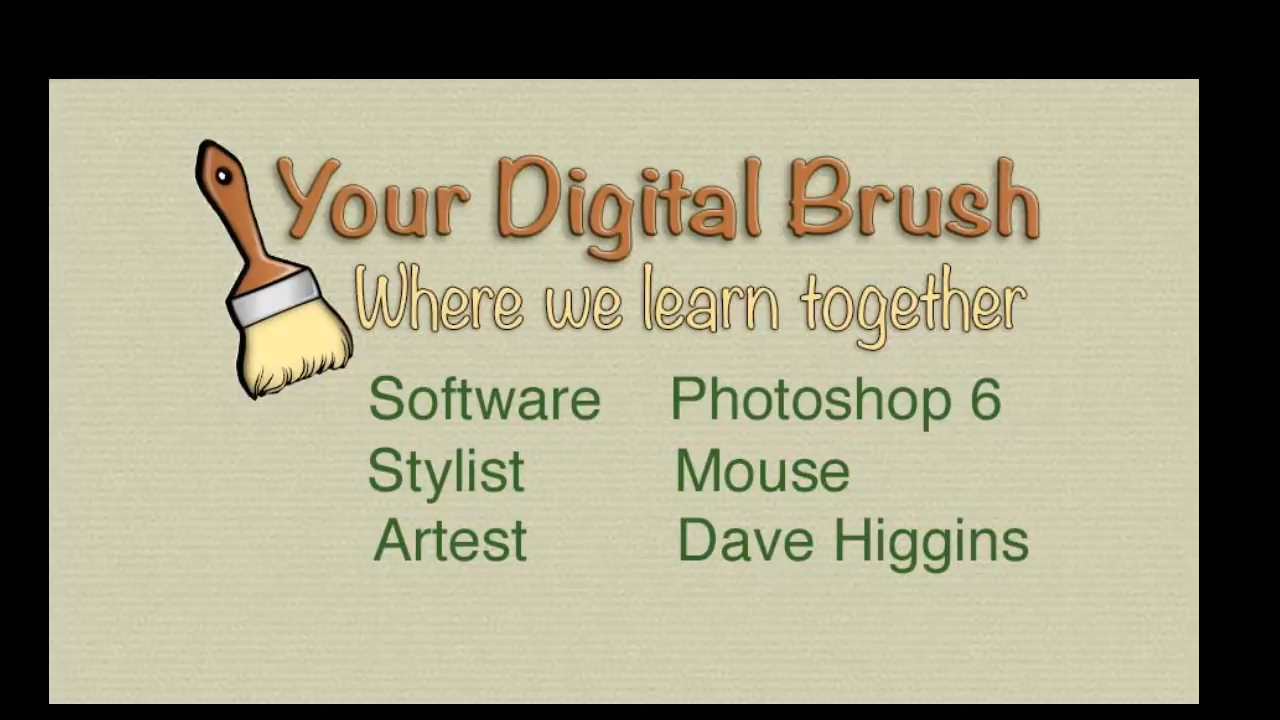 Your Digital Brush
Where we learn together
Software Photoshop 6
Stylist Mouse
Artest Dave Higgins